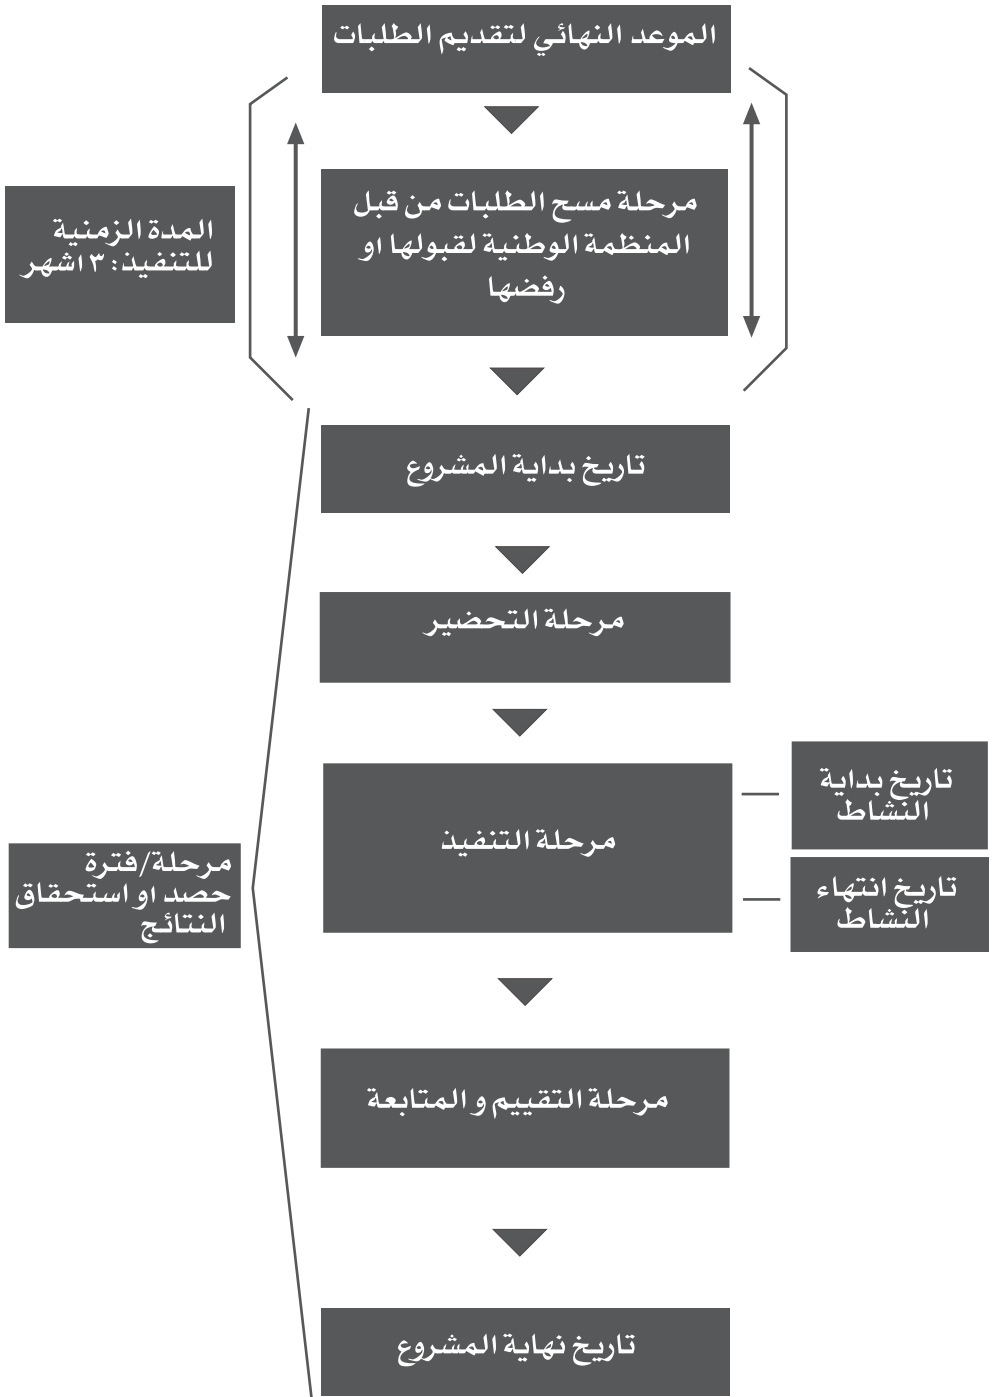 الموعد النهائي لتقديم الطلبات
مرحلة مسح الطلبات من قبل
المنظمة الوطنية لقبولها او
رفضها
المدة الزمنية
للتنفيذ: ٣ اشهر
تاريخ بداية المشروع
مرحلة التحضير
مرحلة التنفيذ
تاريخ بداية
النشاط
تاريخ انتهاء
النشاط
مرحلة/فترة
حصد او استحقاق
النتائج
مرحلة التقييم و المتابعة
تاريخ نهاية المشروع